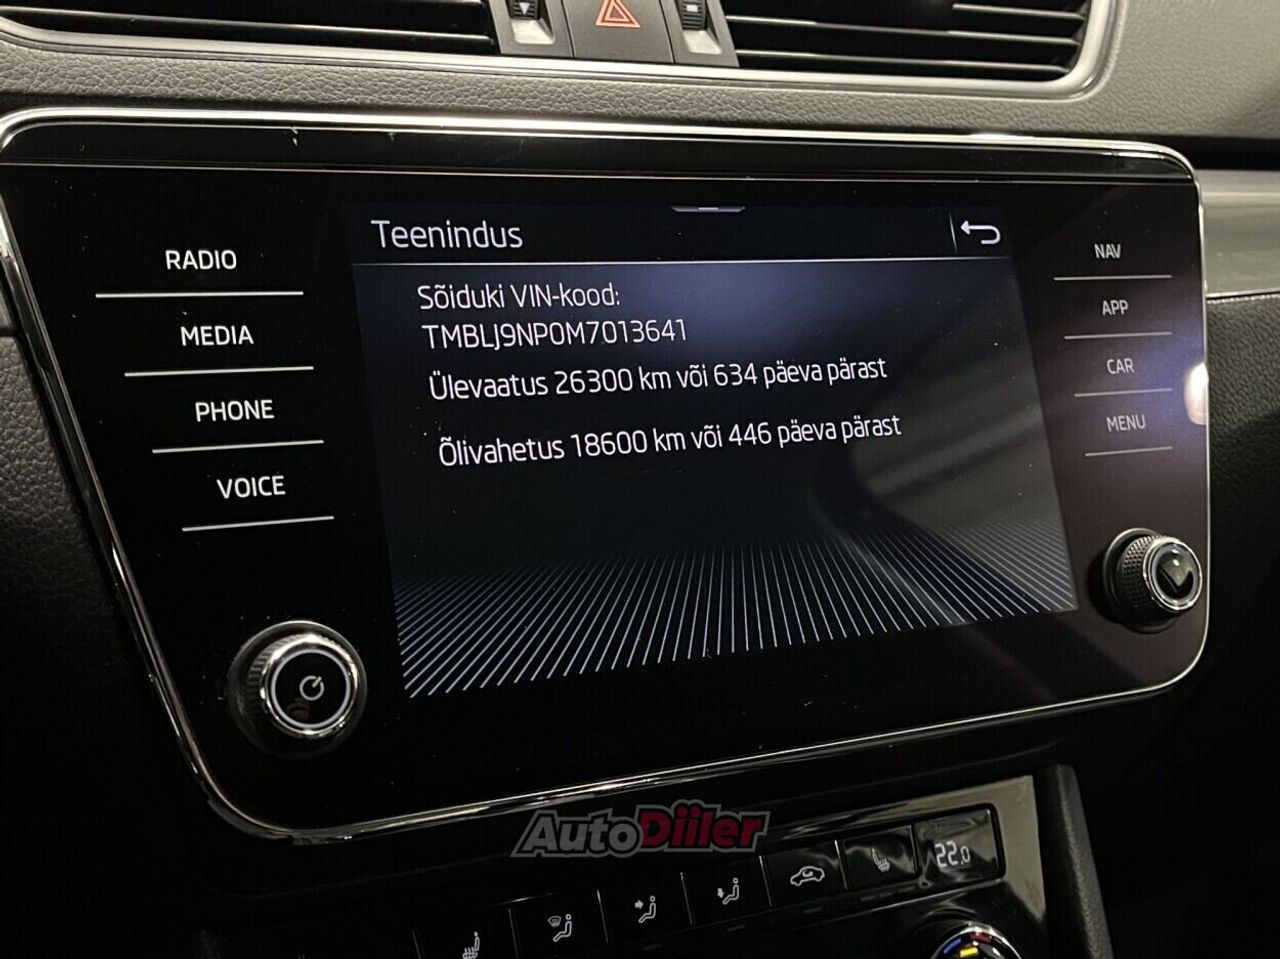 Teenindus
Sõiduki VIN-kood:
TMBLJ9NP0M7013641
Ülevaatus 26300 km või 634 päeva pärast
Õlivahetus 18600 km või 446 päeva pärast
RADIO
MEDIA
PHONE
VOICE
NAV
APP
CAR
MENU
AutoDiiler
22.0